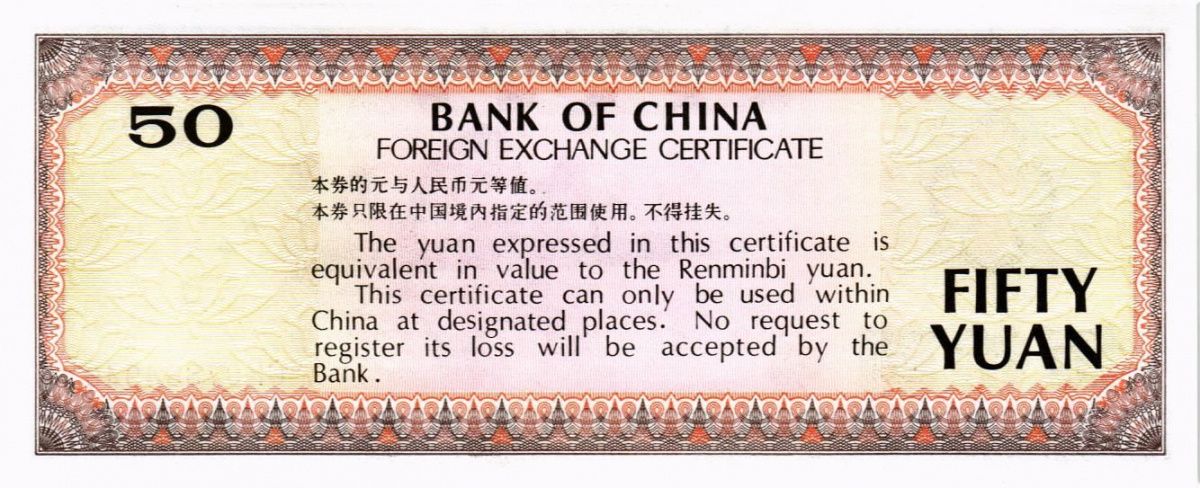 50
BANK OF CHINA
FOREIGN EXCHANGE CERTIFICATE
本券的元与人民币元等值。
本券只限在中国境内指定的范围使用。不得挂失。
The yuan expressed in this certificate is
equivalent in value to the Renminbi yuan.
This certificate can only be used within
China at designated places. No request to
register its loss will be accepted by the
Bank.
FIFTY
YUAN